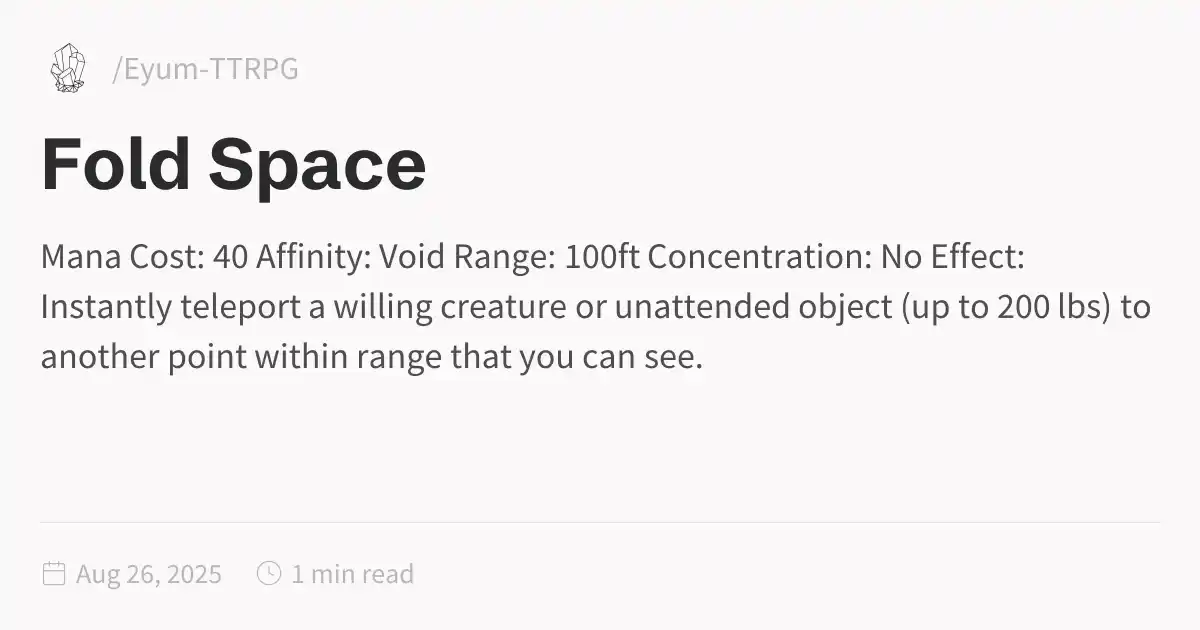 /Eyum-TTRPG
Fold Space
Mana Cost: 40 Affinity: Void Range: 100ft Concentration: No Effect:
Instantly teleport a willing creature or unattended object (up to 200 lbs) to
another point within range that you can see.
Aug 26, 2025 1 min read